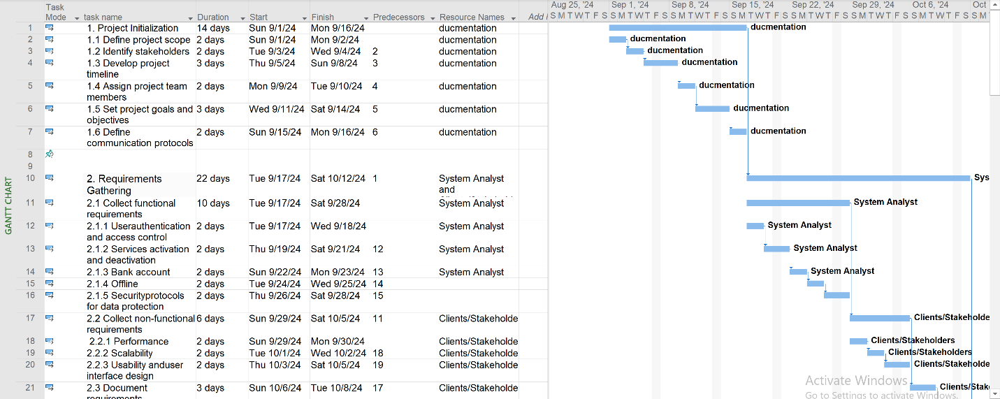 Task
Mode task name Duration Start Finish Predecessors Resource Names Add
Aug 25, '24 Sep 1, '24 Sep 8, '24 Sep 15, '24 Sep 22, '24 Sep 29, '24 Oct 6, '24 Oct
S M T W T F S S M T W T F S S M T W T F S S M T W T F S S M T W T F S S M T W T F S S M T W T F S S M
GANTT CHART
1 1. Project Initialization 14 days Sun 9/1/24 Mon 9/16/24 ducmentation ducmentation
2 1.1 Define project scope 2 days Sun 9/1/24 Mon 9/2/24 ducmentation ducmentation
3 1.2 Identify stakeholders 2 days Tue 9/3/24 Wed 9/4/24 2 ducmentation ducmentation
4 1.3 Develop project 3 days Thu 9/5/24 Sun 9/8/24 3 ducmentation ducmentation
timeline
5 1.4 Assign project team 2 days Mon 9/9/24 Tue 9/10/24 4 ducmentation ducmentation
members
6 1.5 Set project goals and 3 days Wed 9/11/24 Sat 9/14/24 5 ducmentation ducmentation
objectives
7 1.6 Define 2 days Sun 9/15/24 Mon 9/16/24 6 ducmentation ducmentation
communication protocols
8
9
10 2. Requirements 22 days Tue 9/17/24 Sat 10/12/24 1 System Analyst Sys
Gathering and
11 2.1 Collect functional 10 days Tue 9/17/24 Sat 9/28/24 System Analyst System Analyst
requirements
12 2.1.1 Userauthentication 2 days Tue 9/17/24 Wed 9/18/24 System Analyst System Analyst
and access control
13 2.1.2 Services activation 2 days Thu 9/19/24 Sat 9/21/24 12 System Analyst System Analyst
and deactivation
14 2.1.3 Bank account 2 days Sun 9/22/24 Mon 9/23/24 13 System Analyst System Analyst
15 2.1.4 Offline 2 days Tue 9/24/24 Wed 9/25/24 14
16 2.1.5 Securityprotocols 2 days Thu 9/26/24 Sat 9/28/24 15
for data protection
17 2.2 Collect non-functional 6 days Sun 9/29/24 Sat 10/5/24 11 Clients/Stakeholde Clients/Stakeholde
requirements
18 2.2.1 Performance 2 days Sun 9/29/24 Mon 9/30/24 Clients/Stakeholde Clients/Stakeholders
19 2.2.2 Scalability 2 days Tue 10/1/24 Wed 10/2/24 18 Clients/Stakeholde Clients/Stakeholders
20 2.2.3 Usability anduser 2 days Thu 10/3/24 Sat 10/5/24 19 Clients/Stakeholde Clients/Stakeholde
interface design
21 2.3 Document 3 days Sun 10/6/24 Tue 10/8/24 17 Clients/Stakeholde Clients/Stak
requirements
Activate Windows
Go to Settings to activate Windows.